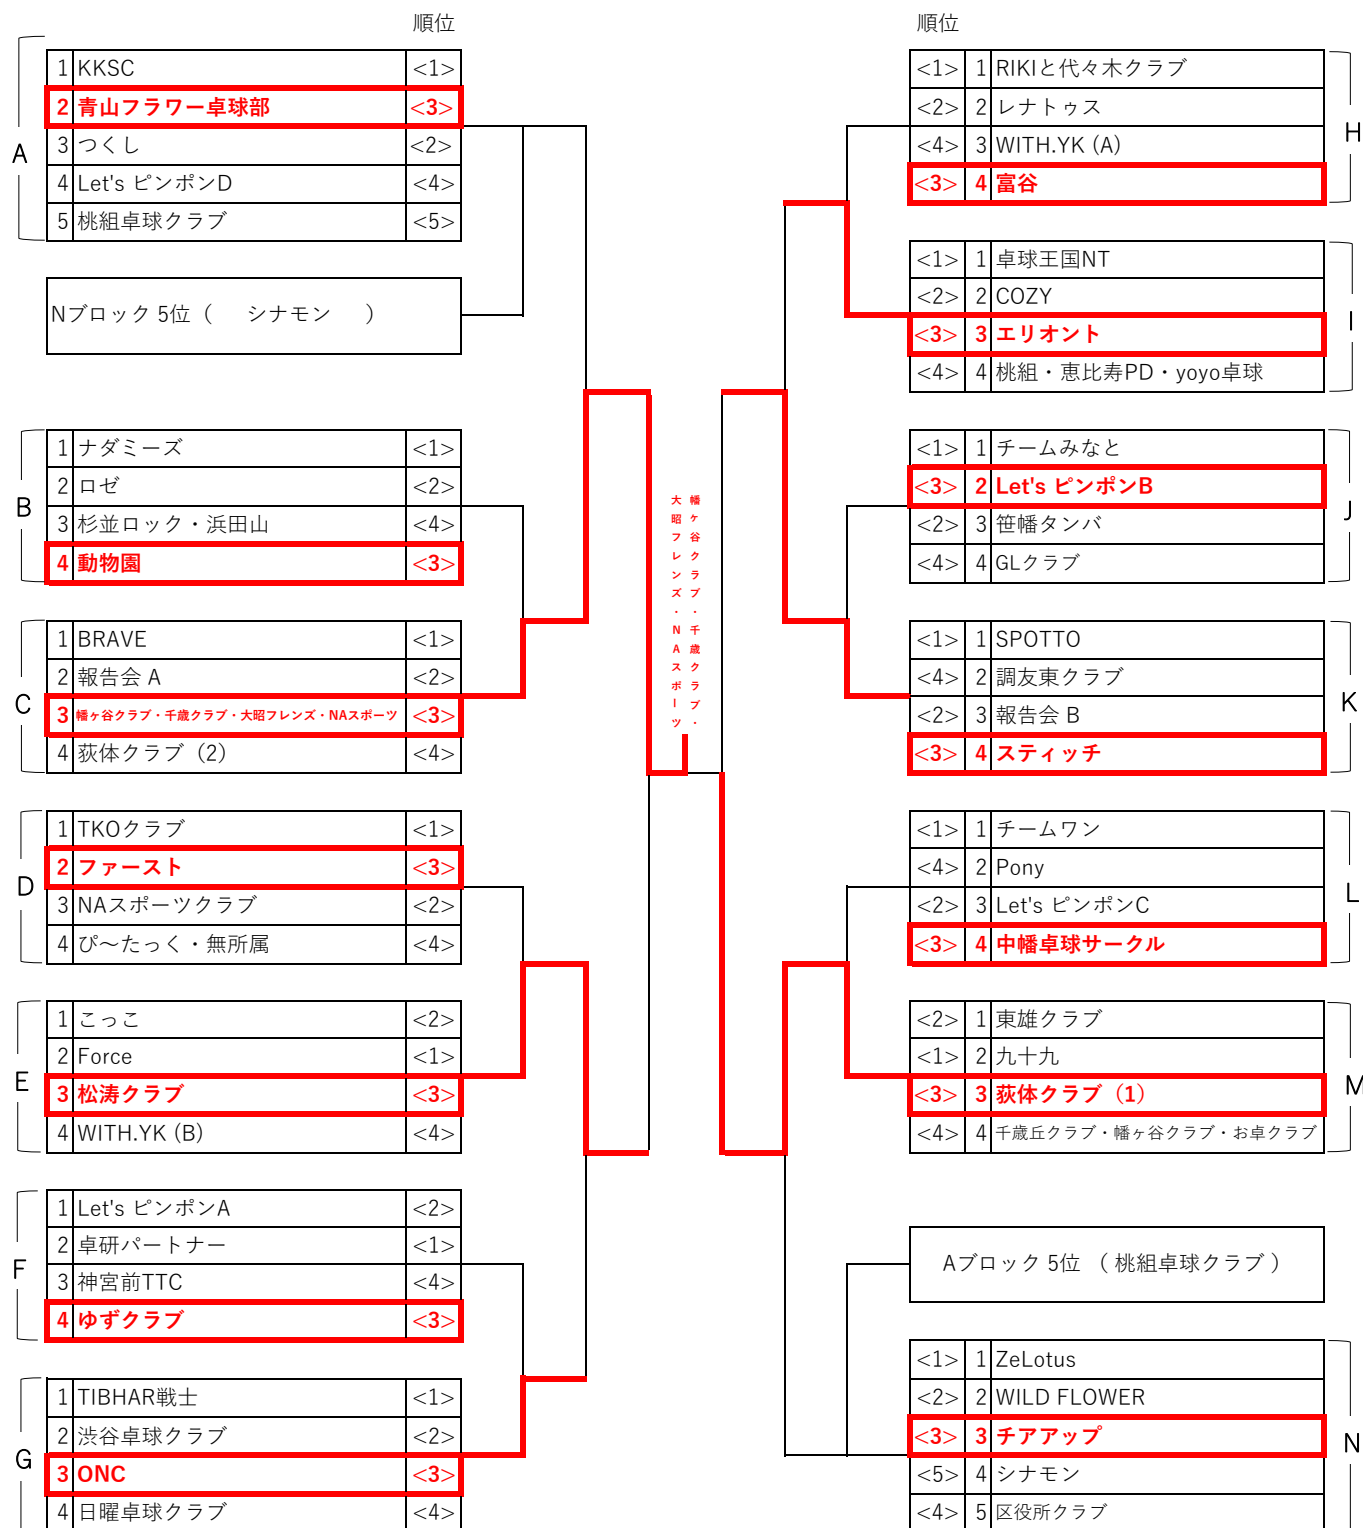 順位
A
1 KKSC <1>
2 青山フラワー卓球部 <3>
3 つくし <2>
4 Let's ピンポンD <4>
5 桃組卓球クラブ <5>
Nブロック 5位（ シナモン ）
B
1 ナダミーズ <1>
2 ロゼ <2>
3 杉並ロック・浜田山 <4>
4 動物園 <3>
C
1 BRAVE <1>
2 報告会 A <2>
3 幡ヶ谷クラブ・千歳クラブ・大昭フレンズ・NAスポーツ <3>
4 荻体クラブ（2） <4>
D
1 TKOクラブ <1>
2 ファースト <3>
3 NAスポーツクラブ <2>
4 ぴ～たっく・無所属 <4>
E
1 こっこ <2>
2 Force <1>
3 松涛クラブ <3>
4 WITH.YK (B) <4>
F
1 Let's ピンポンA <2>
2 卓研パートナー <1>
3 神宮前TTC <4>
4 ゆずクラブ <3>
G
1 TIBHAR戦士 <1>
2 渋谷卓球クラブ <2>
3 ONC <3>
4 日曜卓球クラブ <4>
幡ヶ谷クラブ・千歳クラブ・
大昭フレンズ・NAスポーツ
順位
H
<1> 1 RIKIと代々木クラブ
<2> 2 レナトゥス
<4> 3 WITH.YK (A)
<3> 4 富谷
I
<1> 1 卓球王国NT
<2> 2 COZY
<3> 3 エリオント
<4> 4 桃組・恵比寿PD・yoyo卓球
J
<1> 1 チームみなと
<3> 2 Let's ピンポンB
<2> 3 笹幡タンバ
<4> 4 GLクラブ
K
<1> 1 SPOTTO
<4> 2 調友東クラブ
<2> 3 報告会 B
<3> 4 スティッチ
L
<1> 1 チームワン
<4> 2 Pony
<2> 3 Let's ピンポンC
<3> 4 中幡卓球サークル
M
<2> 1 東雄クラブ
<1> 2 九十九
<3> 3 荻体クラブ（1）
<4> 4 千歳丘クラブ・幡ヶ谷クラブ・お卓クラブ
Aブロック 5位 （ 桃組卓球クラブ ）
N
<1> 1 ZeLotus
<2> 2 WILD FLOWER
<3> 3 チアアップ
<5> 4 シナモン
<4> 5 区役所クラブ